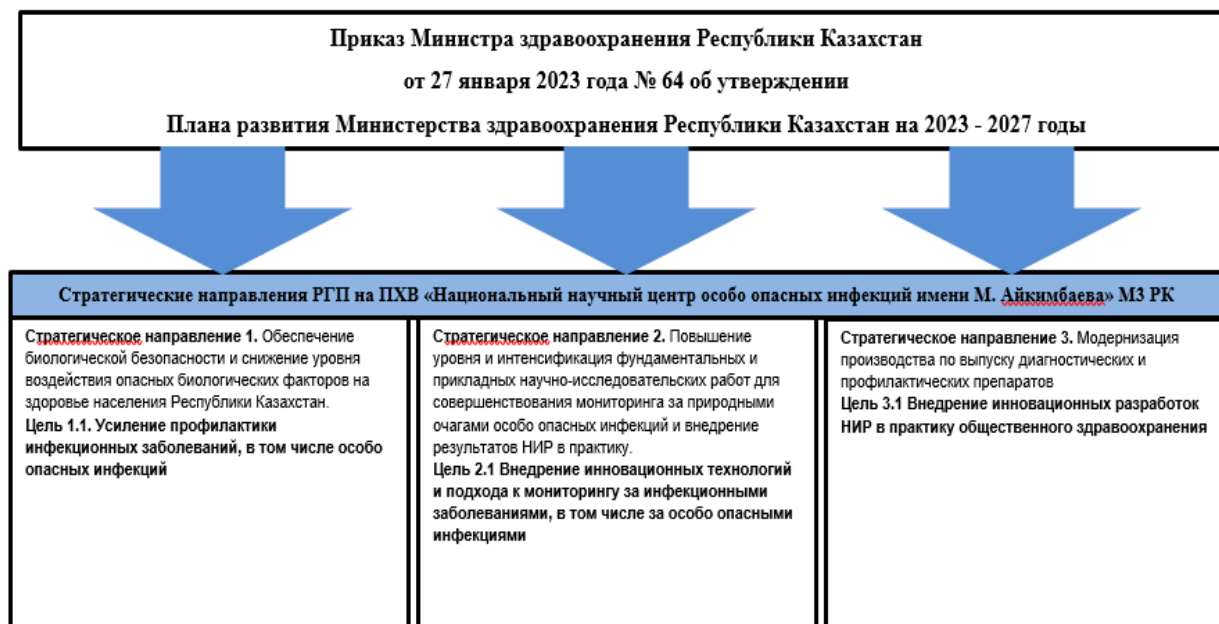 Приказ Министра здравоохранения Республики Казахстан
от 27 января 2023 года № 64 об утверждении
Плана развития Министерства здравоохранения Республики Казахстан на 2023 - 2027 годы
Стратегические направления РГП на ПХВ «Национальный научный центр особо опасных инфекций имени М. Айкимбаева» МЗ РК
Стратегическое направление 1. Обеспечение
биологической безопасности и снижение уровня
воздействия опасных биологических факторов на
здоровье населения Республики Казахстан.
Цель 1.1. Усиление профилактики
инфекционных заболеваний, в том числе особо
опасных инфекций
Стратегическое направление 2. Повышение
уровня и интенсификация фундаментальных и
прикладных научно-исследовательских работ для
совершенствования мониторинга за природными
очагами особо опасных инфекций и внедрение
результатов НИР в практику.
Цель 2.1 Внедрение инновационных технологий
и подхода к мониторингу за инфекционными
заболеваниями, в том числе за особо опасными
инфекциями
Стратегическое направление 3. Модернизация
производства по выпуску диагностических и
профилактических препаратов
Цель 3.1 Внедрение инновационных разработок
НИР в практику общественного здравоохранения